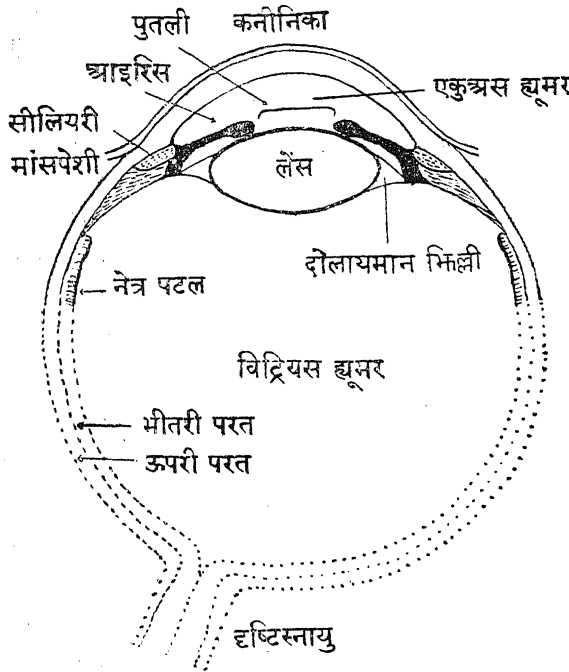 पुतली कनीनिका
आइरिस
एकुअस ह्यूमर
सीलियरी
मांसपेशी
लेंस
दोलायमान झिल्ली
नेत्र पटल
विट्रियस ह्यूमर
भीतरी परत
ऊपरी परत
दृष्टिस्नायु